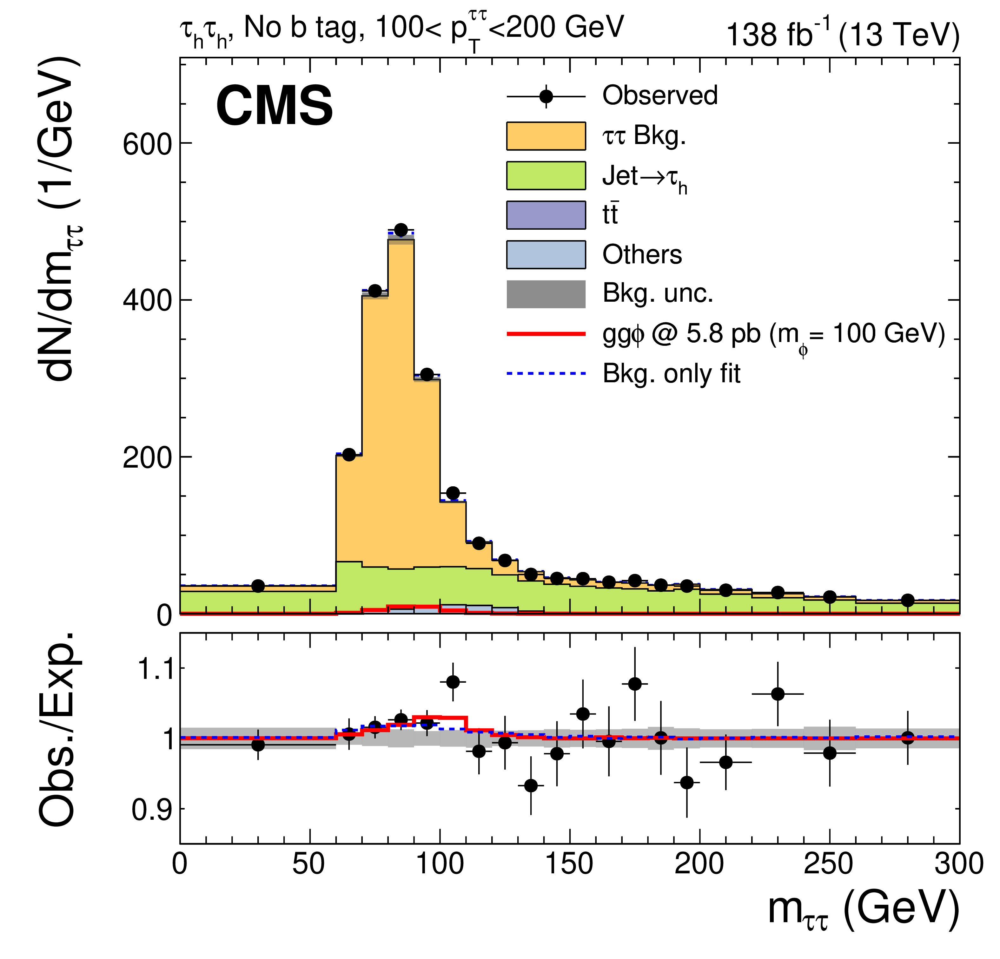 τhτh, No b tag, 100< pTττ <200 GeV
138 fb-1 (13 TeV)
CMS
Observed
ττ Bkg.
Jet→τh
tt̄
Others
Bkg. unc.
ggϕ @ 5.8 pb (mϕ= 100 GeV)
Bkg. only fit
dN/dmττ (1/GeV)
600
400
200
0
Obs./Exp.
1.1
1
0.9
0 50 100 150 200 250 300
mττ (GeV)